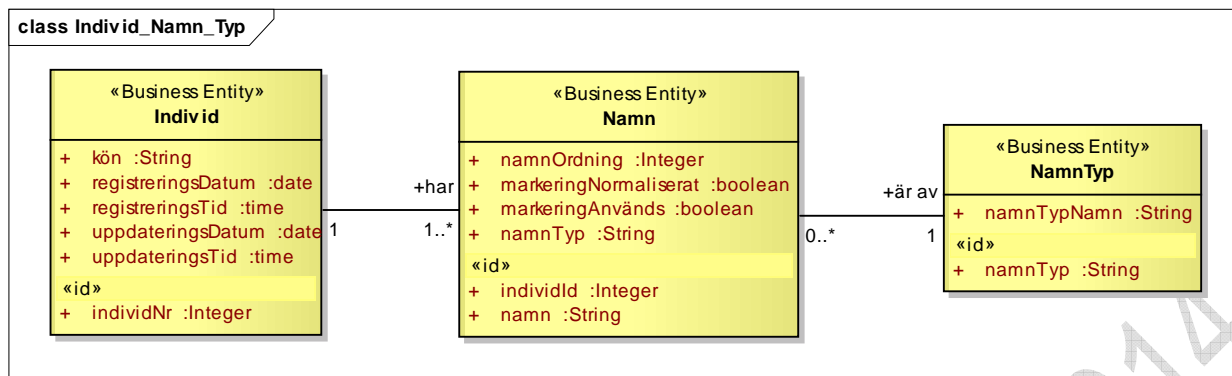 class Individ_Namn_Typ
«Business Entity»
Individ
+ kön :String
+ registreringsDatum :date
+ registreringsTid :time
+ uppdateringsDatum :date
+ uppdateringsTid :time
«id»
+ individNr :Integer
+har
1
1..*
«Business Entity»
Namn
+ namnOrdning :Integer
+ markeringNormaliserat :boolean
+ markeringAnvänds :boolean
+ namnTyp :String
«id»
+ individId :Integer
+ namn :String
+är av
0..*
1
«Business Entity»
NamnTyp
+ namnTypNamn :String
«id»
+ namnTyp :String